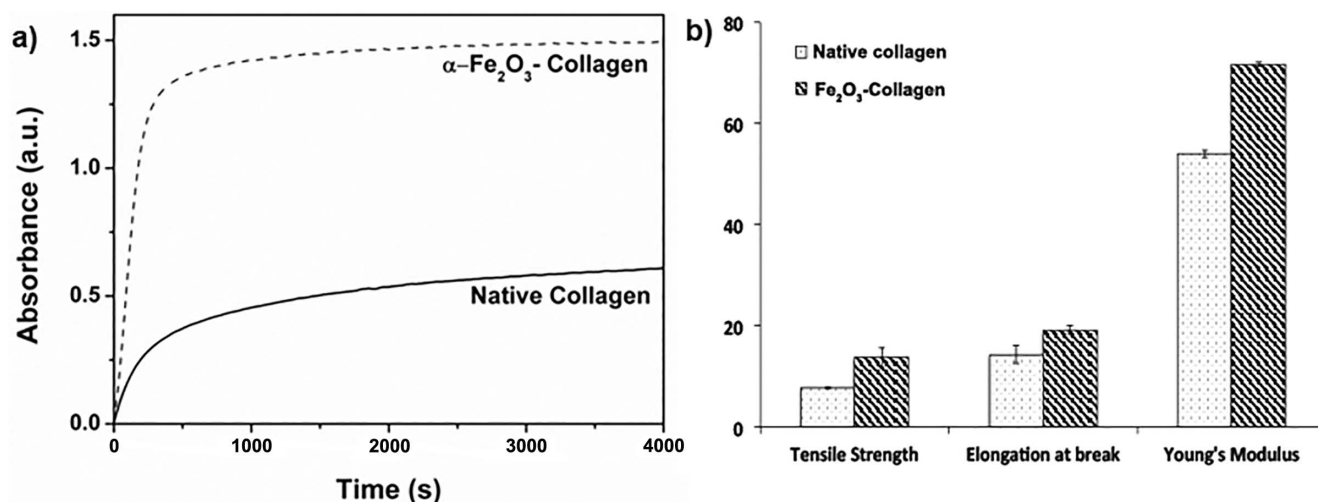 a)
1.5
1.0
0.5
0.0
Absorbance (a.u.)
α–Fe₂O₃- Collagen
Native Collagen
0 1000 2000 3000 4000
Time (s)
b)
80
60
40
20
0
Native collagen
Fe₂O₃-Collagen
Tensile Strength Elongation at break Young's Modulus